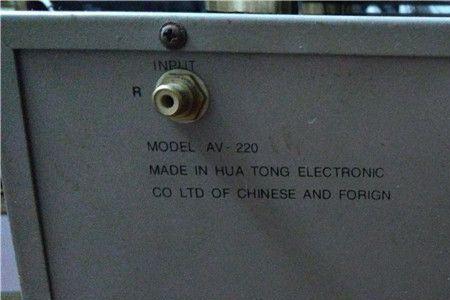 INPUT
R
MODEL AV-220
MADE IN HUA TONG ELECTRONIC
CO LTD OF CHINESE AND FORIGN